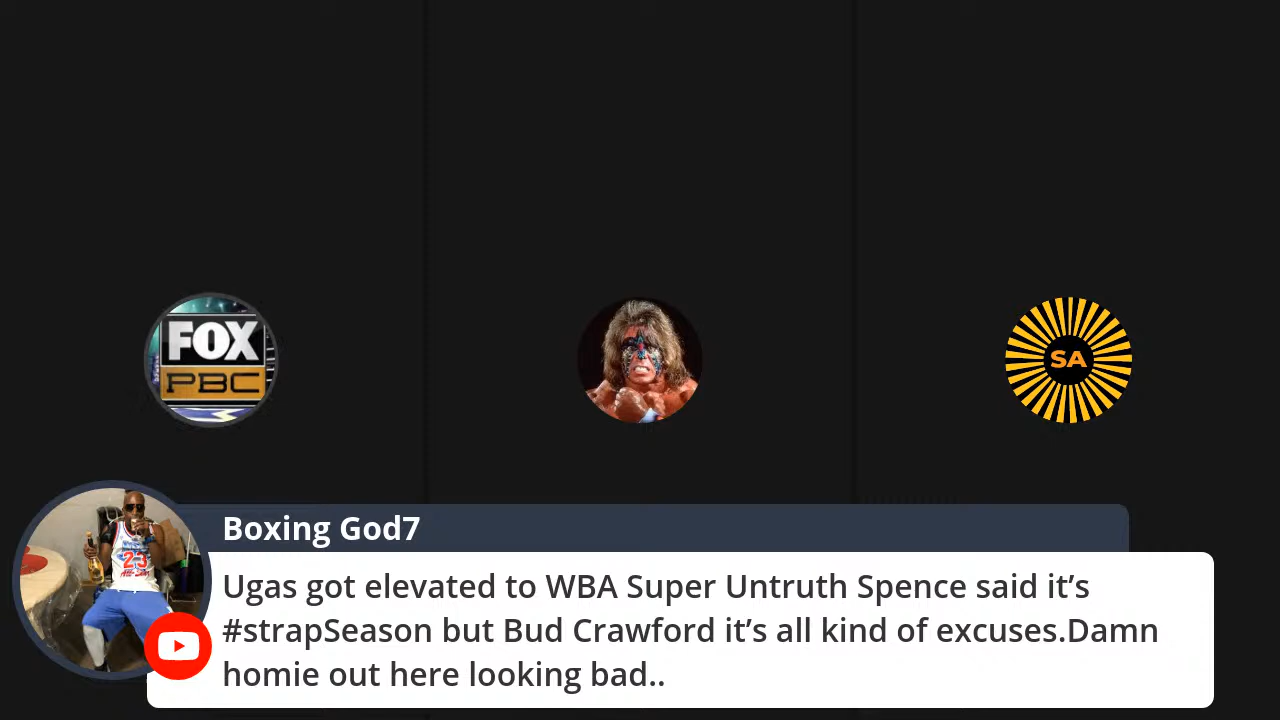 FOX
PBC
SA
23
Boxing God7
Ugas got elevated to WBA Super Untruth Spence said it’s
#strapSeason but Bud Crawford it’s all kind of excuses.Damn
homie out here looking bad..